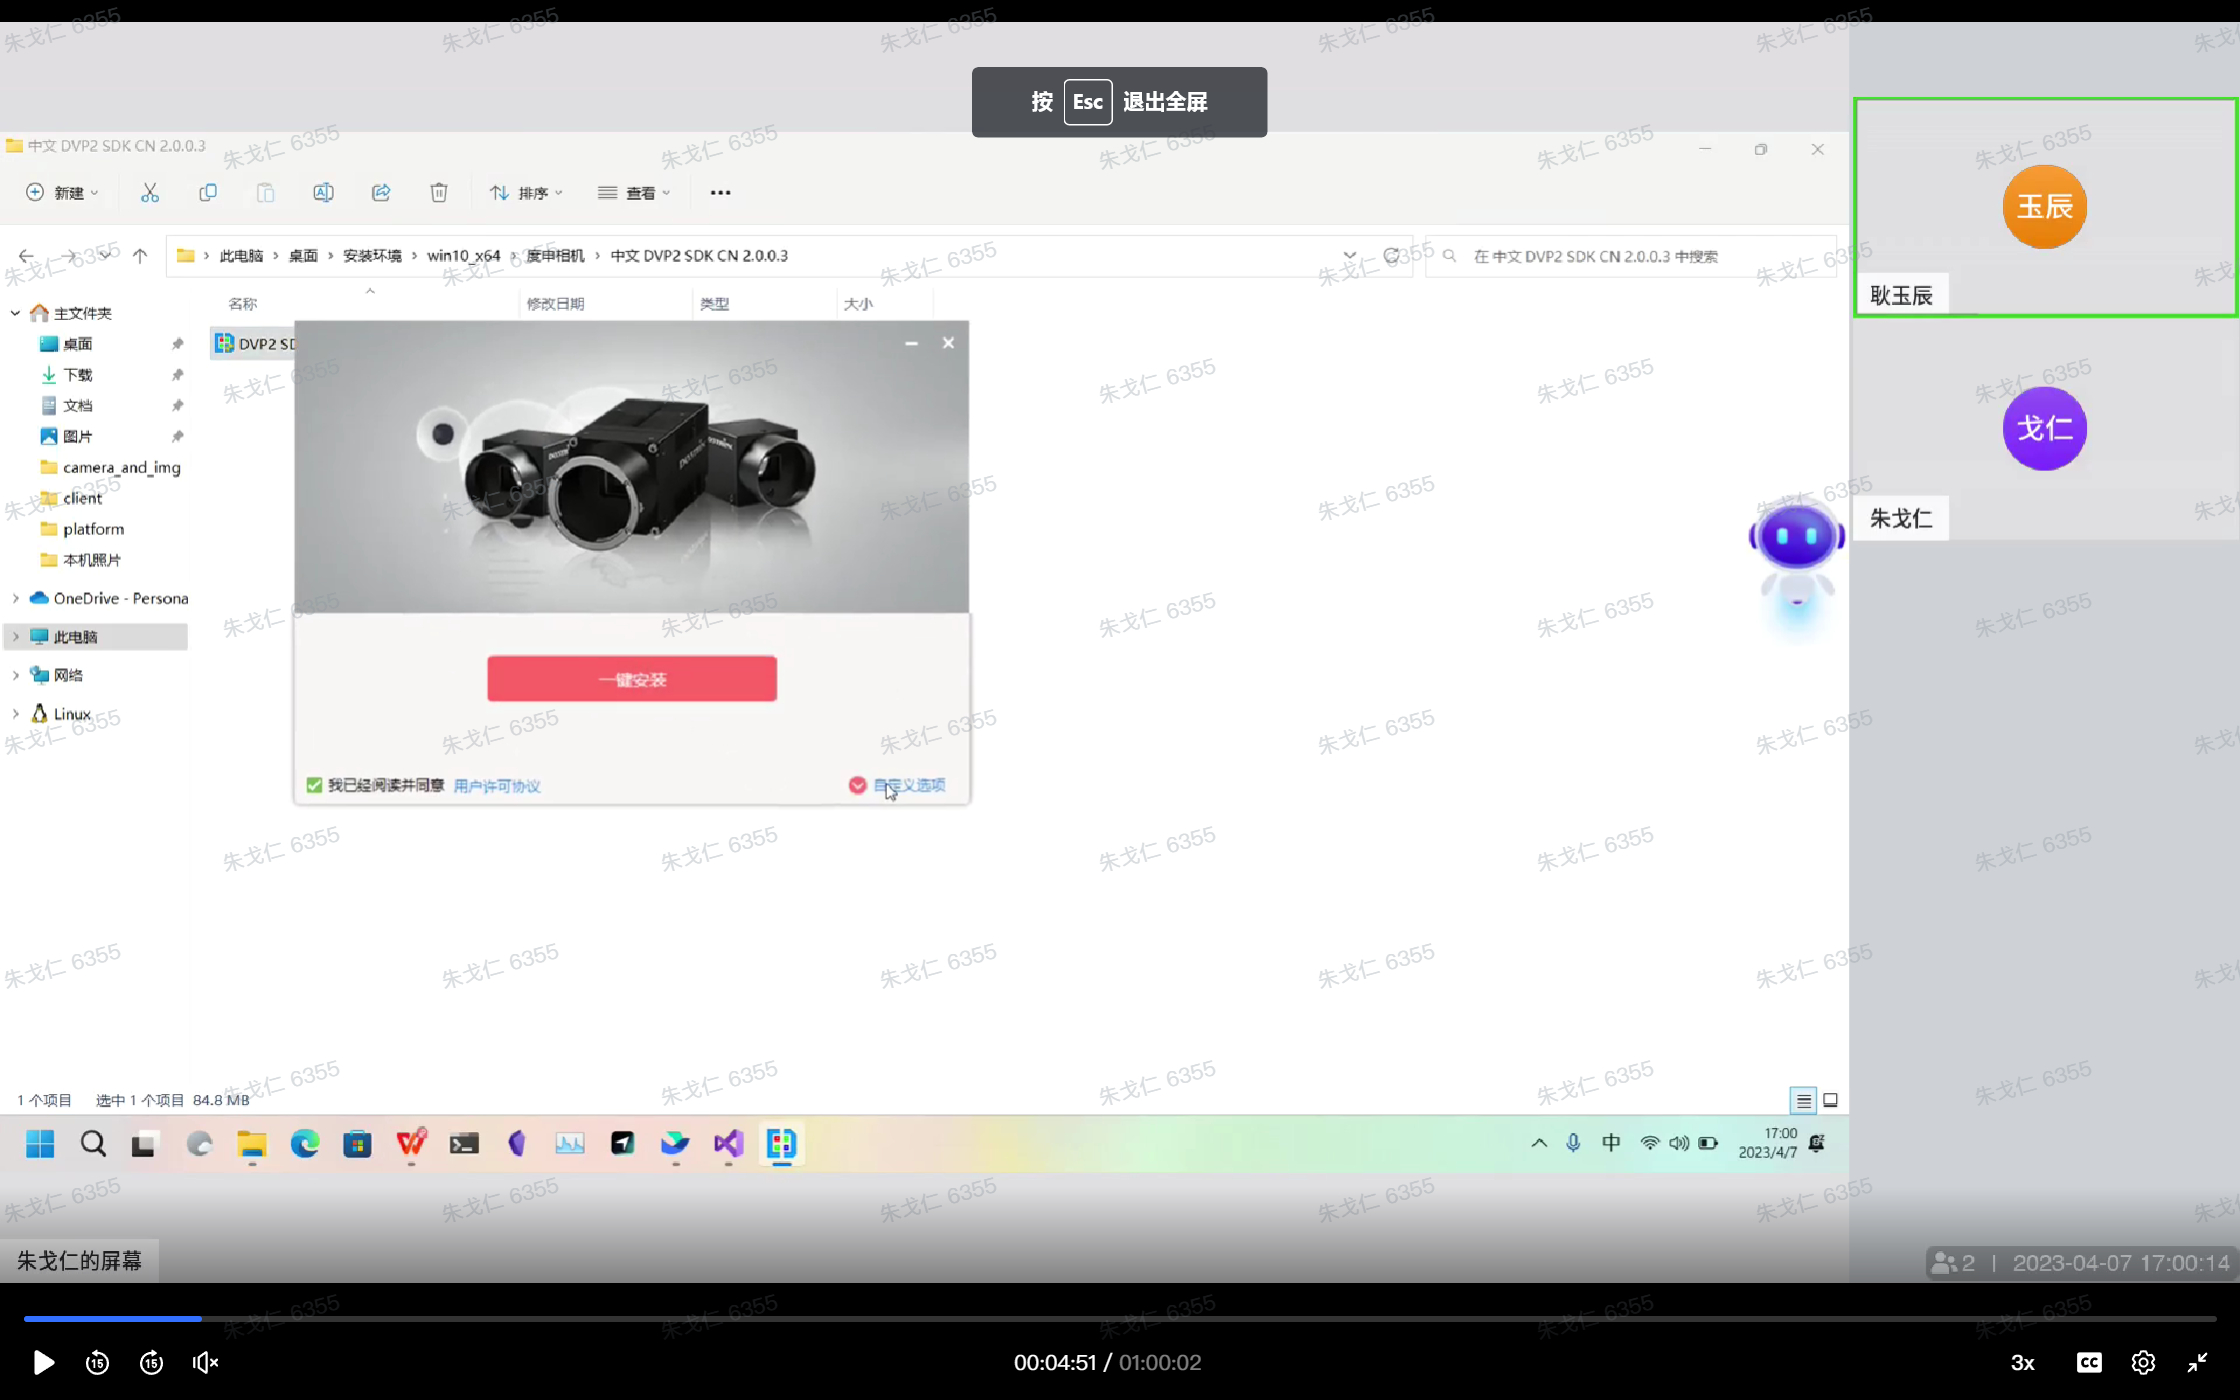 按 Esc 退出全屏
中文 DVP2 SDK CN 2.0.0.3
新建
排序
查看
此电脑 > 桌面 > 安装环境 > win10_x64 > 度申相机 > 中文 DVP2 SDK CN 2.0.0.3
在 中文 DVP2 SDK CN 2.0.0.3 中搜索
名称
修改日期
类型
大小
主文件夹
桌面
下载
文档
图片
camera_and_img
client
platform
本机照片
OneDrive - Persona
此电脑
网络
Linux
DVP2 SD
一键安装
我已经阅读并同意 用户许可协议
自定义选项
玉辰
耿玉辰
戈仁
朱戈仁
1 个项目
选中 1 个项目 84.8 MB
中
17:00
2023/4/7
朱戈仁的屏幕
2 | 2023-04-07 17:00:14
15
15
00:04:51 / 01:00:02
3x
CC
朱戈仁 6355